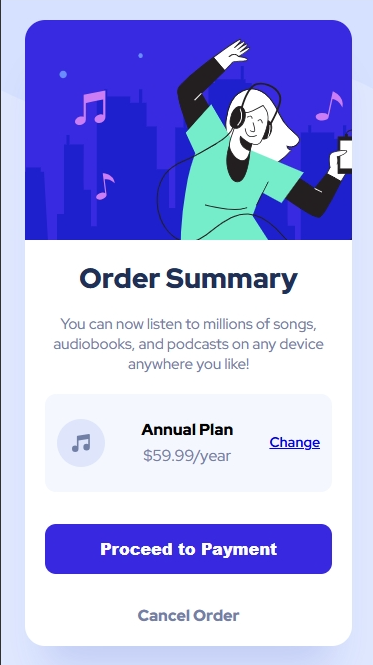 Order Summary
You can now listen to millions of songs,
audiobooks, and podcasts on any device
anywhere you like!
Annual Plan
$59.99/year
Change
Proceed to Payment
Cancel Order